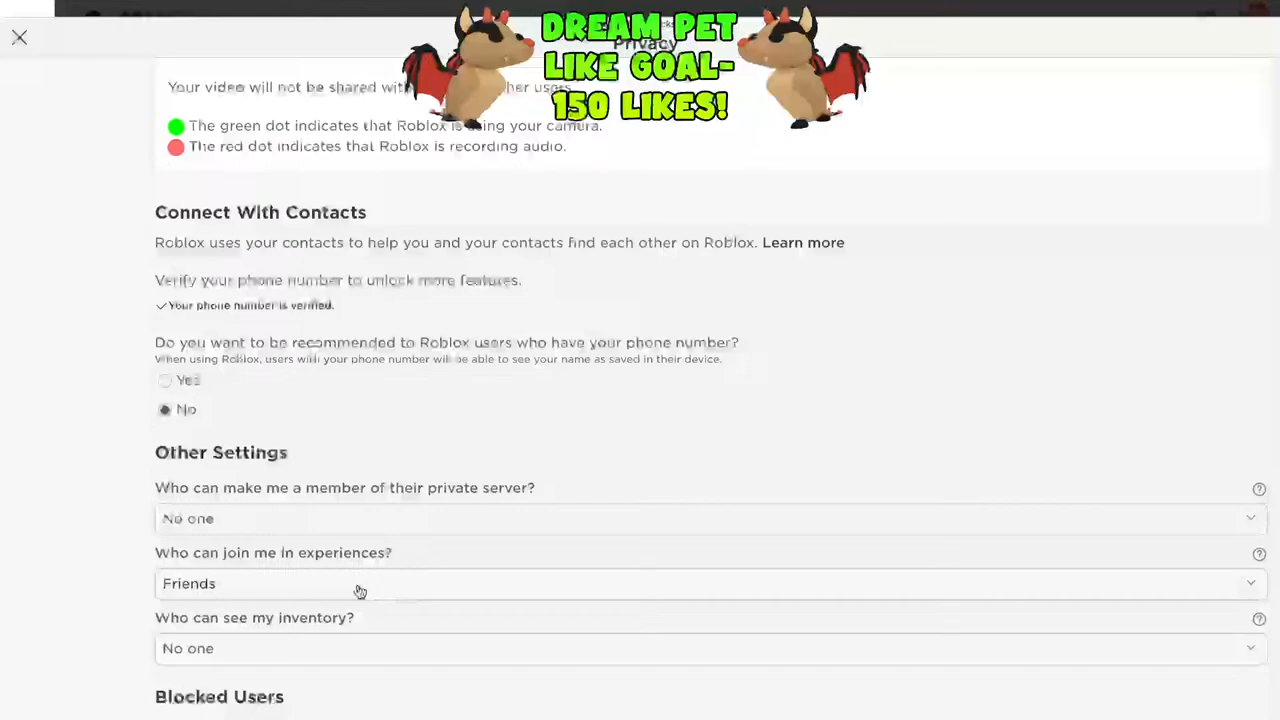 DREAM PET
LIKE GOAL-
150 LIKES!
Privacy
Your video will not be shared with her users
The green dot indicates that Roblox is using your camera.
The red dot indicates that Roblox is recording audio.
Connect With Contacts
Roblox uses your contacts to help you and your contacts find each other on Roblox. Learn more
Verify your phone number to unlock more features.
Your phone number is verified.
Do you want to be recommended to Roblox users who have your phone number?
When using Roblox, users with your phone number will be able to see your name as saved in their device.
Yes
No
Other Settings
Who can make me a member of their private server?
No one
Who can join me in experiences?
Friends
Who can see my inventory?
No one
Blocked Users